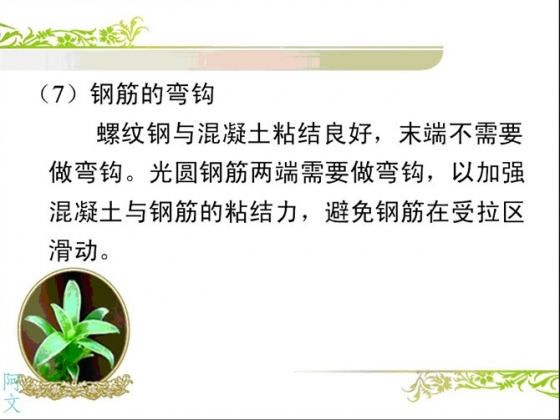 （7）钢筋的弯钩
螺纹钢与混凝土粘结良好，末端不需要
做弯钩。光圆钢筋两端需要做弯钩，以加强
混凝土与钢筋的粘结力，避免钢筋在受拉区
滑动。
阿文